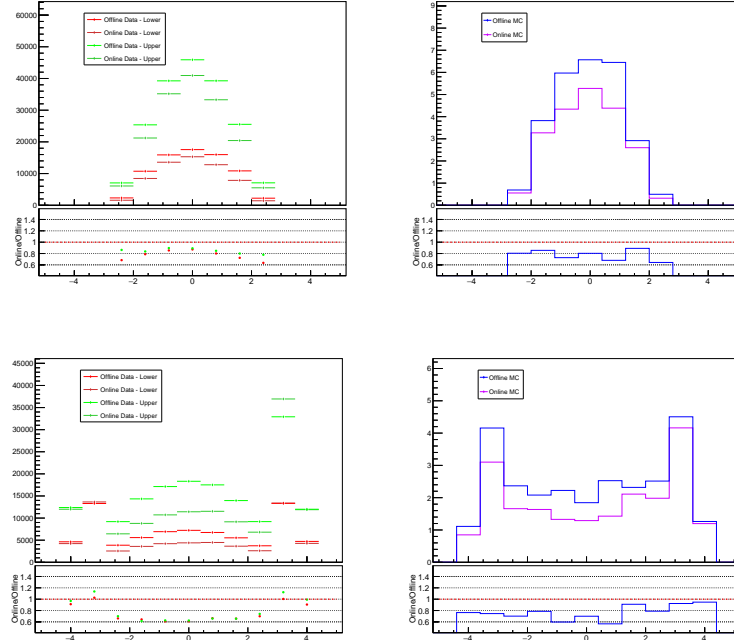 60000
50000
40000
30000
20000
10000
0
Offline Data - Lower
Online Data - Lower
Offline Data - Upper
Online Data - Upper
Online/Offline
1.4
1.2
1
0.8
0.6
−4 −2 0 2 4
9
8
7
6
5
4
3
2
1
0
Offline MC
Online MC
Online/Offline
1.4
1.2
1
0.8
0.6
−4 −2 0 2 4
45000
40000
35000
30000
25000
20000
15000
10000
5000
0
Offline Data - Lower
Online Data - Lower
Offline Data - Upper
Online Data - Upper
Online/Offline
1.4
1.2
1
0.8
0.6
−4 −2 0 2 4
6
5
4
3
2
1
0
Offline MC
Online MC
Online/Offline
1.4
1.2
1
0.8
0.6
−4 −2 0 2 4